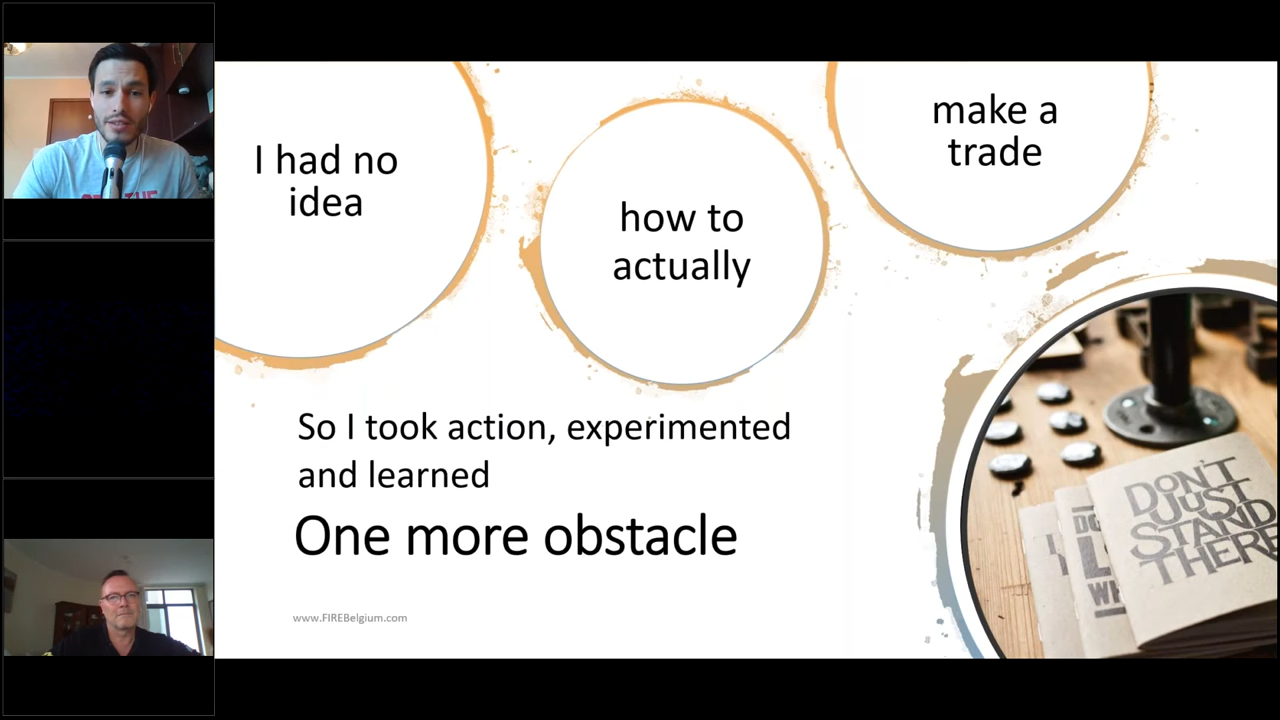 I had no
idea
how to
actually
make a
trade
So I took action, experimented
and learned
One more obstacle
www.FIREBelgium.com
DON'T
JUST
STAND
THERE